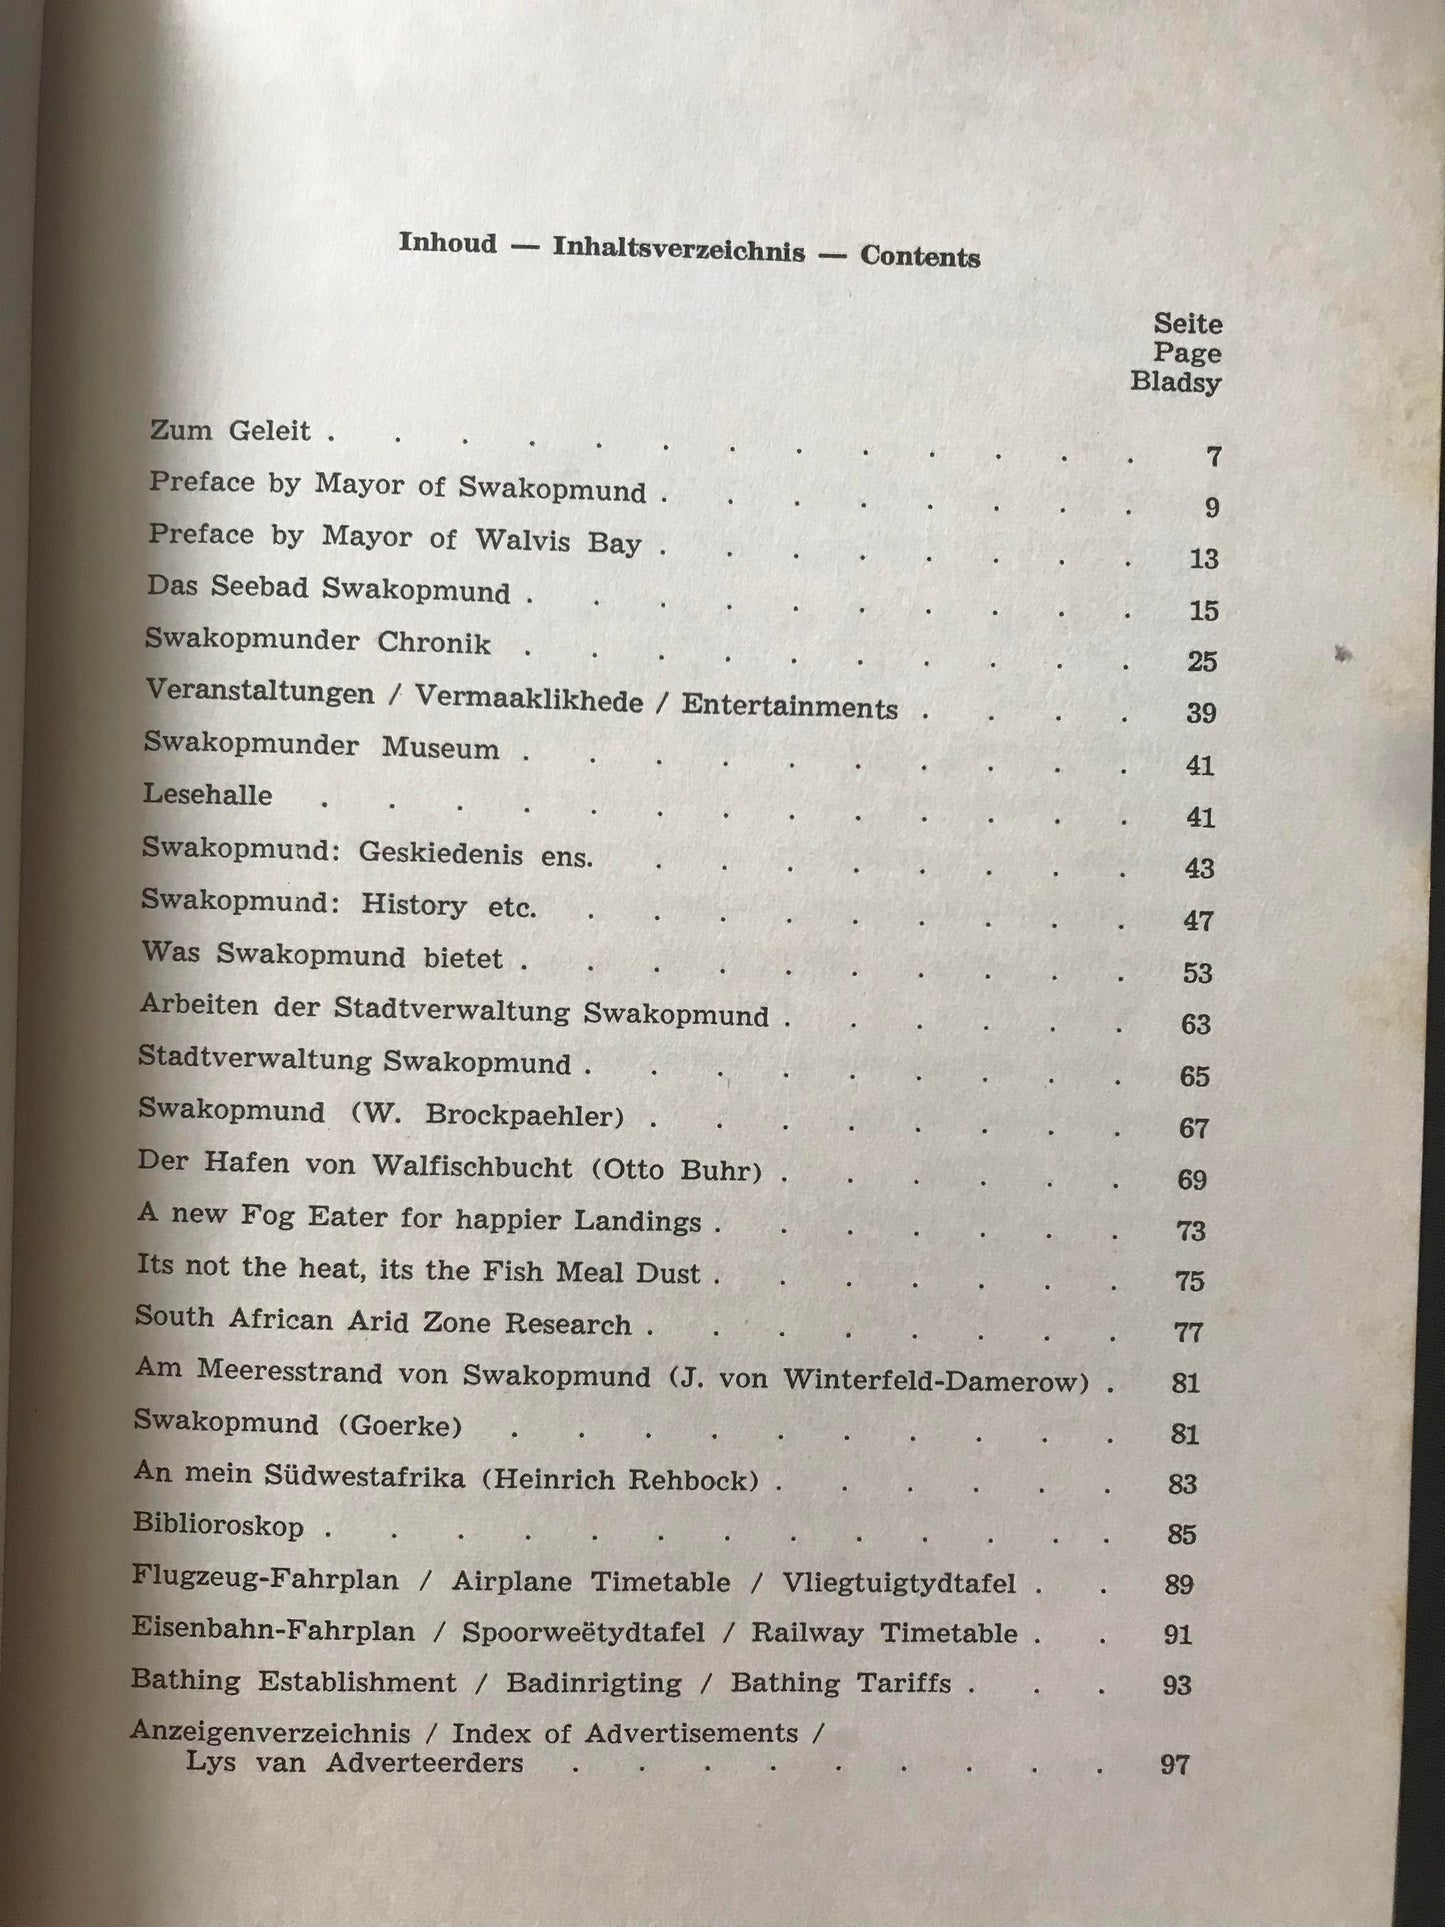 Inhoud — Inhaltsverzeichnis — Contents
Seite
Page
Bladsy
Zum Geleit . . . . . . . . . . . . . 7
Preface by Mayor of Swakopmund . . . . . . . . 9
Preface by Mayor of Walvis Bay . . . . . . . . 13
Das Seebad Swakopmund . . . . . . . . . . 15
Swakopmunder Chronik . . . . . . . . . . 25
Veranstaltungen / Vermaaklikhede / Entertainments . . . . 39
Swakopmunder Museum . . . . . . . . . . 41
Lesehalle . . . . . . . . . . . . . 41
Swakopmund: Geskiedenis ens. . . . . . . . . 43
Swakopmund: History etc. . . . . . . . . . 47
Was Swakopmund bietet . . . . . . . . . . 53
Arbeiten der Stadtverwaltung Swakopmund . . . . . . 63
Stadtverwaltung Swakopmund . . . . . . . . . 65
Swakopmund (W. Brockpaehler) . . . . . . . . 67
Der Hafen von Walfischbucht (Otto Buhr) . . . . . . 69
A new Fog Eater for happier Landings . . . . . . . 73
Its not the heat, its the Fish Meal Dust . . . . . . . 75
South African Arid Zone Research . . . . . . . . 77
Am Meeresstrand von Swakopmund (J. von Winterfeld-Damerow) . 81
Swakopmund (Goerke) . . . . . . . . . . 81
An mein Südwestafrika (Heinrich Rehbock) . . . . . . 83
Biblioroskop . . . . . . . . . . . . . 85
Flugzeug-Fahrplan / Airplane Timetable / Vliegtuigtydtafel . . 89
Eisenbahn-Fahrplan / Spoorweëtydtafel / Railway Timetable . . 91
Bathing Establishment / Badinrigting / Bathing Tariffs . . . 93
Anzeigenverzeichnis / Index of Advertisements /
Lys van Adverteerders . . . . . . . . . 97